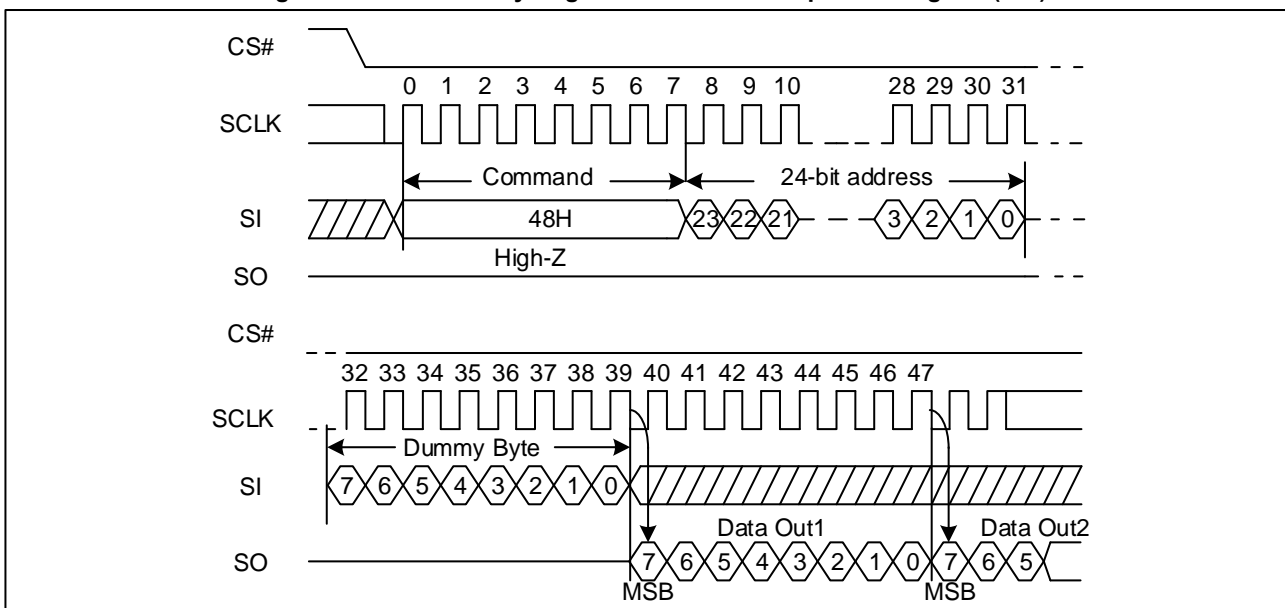 CS#
0 1 2 3 4 5 6 7 8 9 10 28 29 30 31
SCLK
Command 24-bit address
SI 48H 23 22 21 3 2 1 0
High-Z
SO
CS#
32 33 34 35 36 37 38 39 40 41 42 43 44 45 46 47
SCLK
Dummy Byte
SI 7 6 5 4 3 2 1 0
Data Out1 Data Out2
SO 7 6 5 4 3 2 1 0 7 6 5
MSB MSB